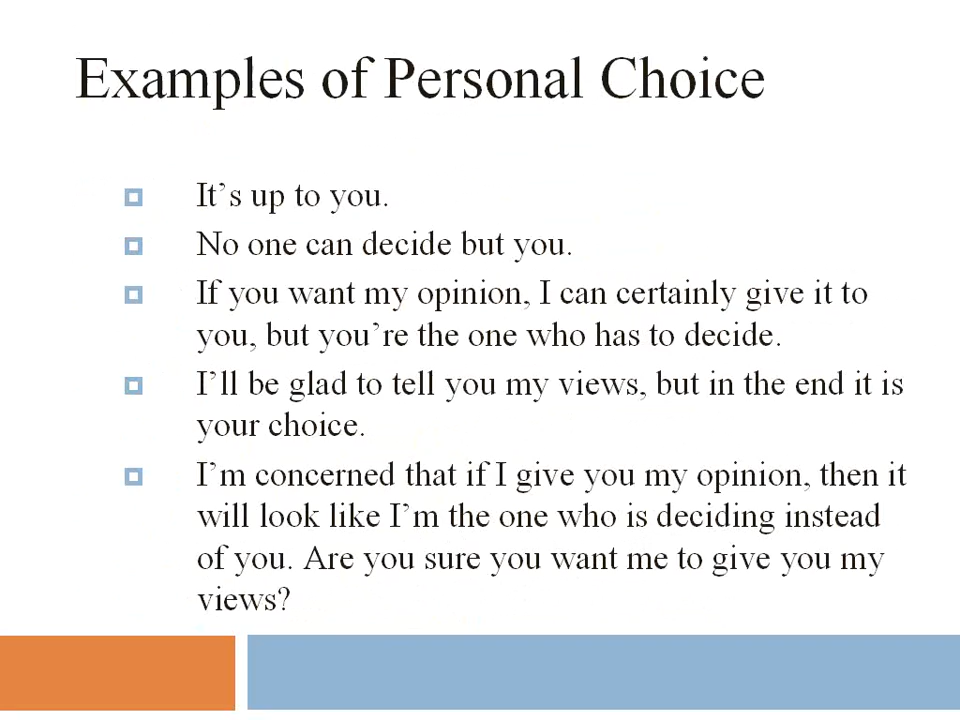 Examples of Personal Choice
It’s up to you.
No one can decide but you.
If you want my opinion, I can certainly give it to
you, but you’re the one who has to decide.
I’ll be glad to tell you my views, but in the end it is
your choice.
I’m concerned that if I give you my opinion, then it
will look like I’m the one who is deciding instead
of you. Are you sure you want me to give you my
views?